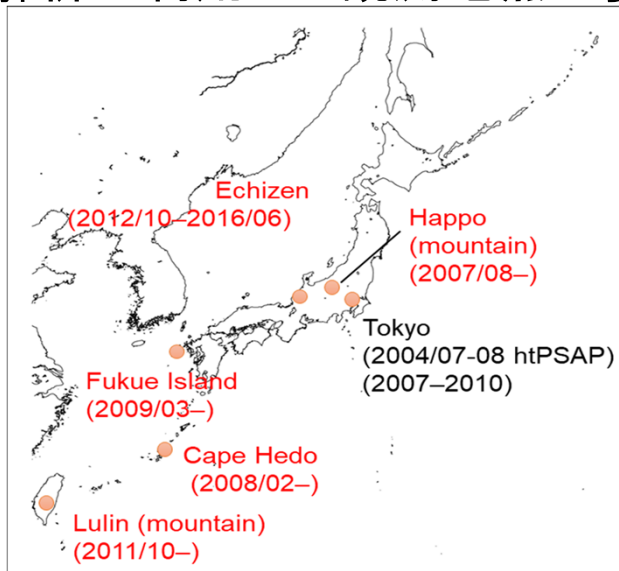 Echizen
(2012/10–2016/06)
Happo
(mountain)
(2007/08–)
Tokyo
(2004/07-08 htPSAP)
(2007–2010)
Fukue Island
(2009/03–)
Cape Hedo
(2008/02–)
Lulin (mountain)
(2011/10–)